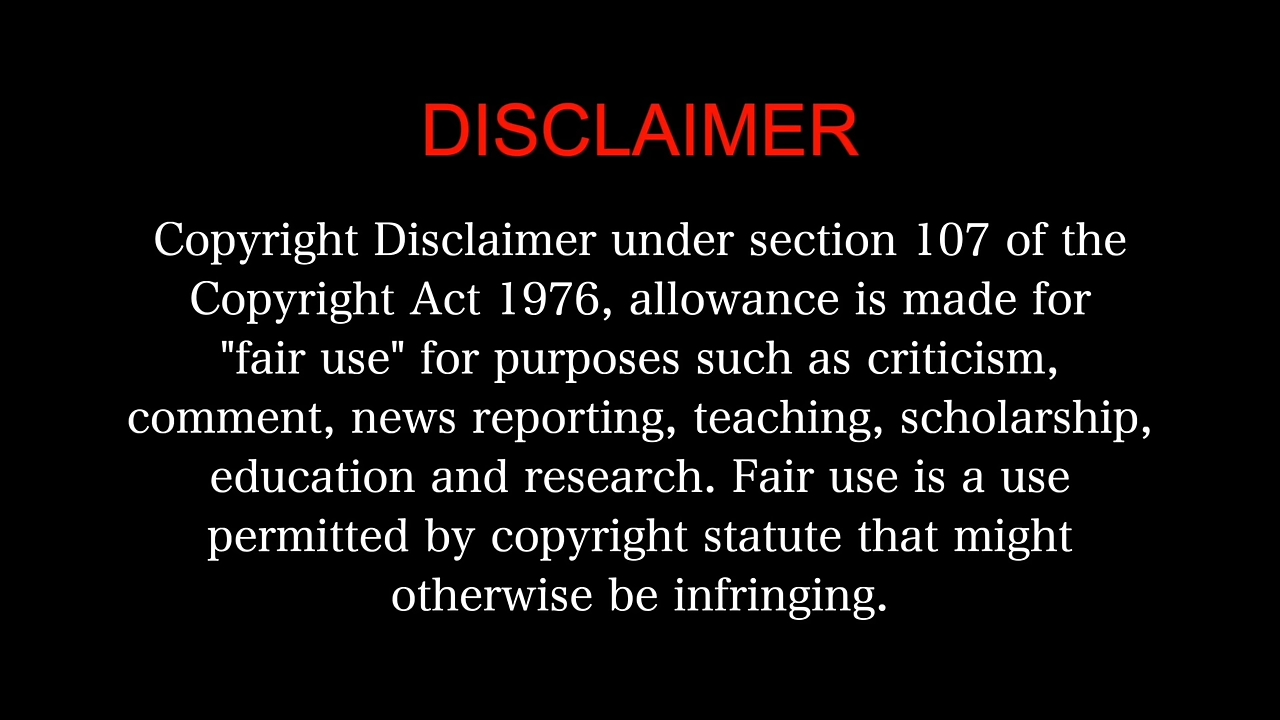 DISCLAIMER
Copyright Disclaimer under section 107 of the
Copyright Act 1976, allowance is made for
"fair use" for purposes such as criticism,
comment, news reporting, teaching, scholarship,
education and research. Fair use is a use
permitted by copyright statute that might
otherwise be infringing.